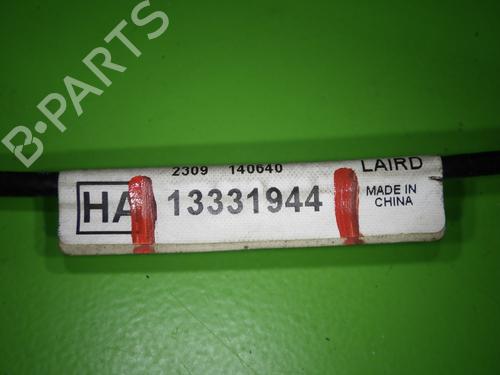 B-PARTS
2309 140640 LAIRD
HA 13331944 MADE IN
CHINA